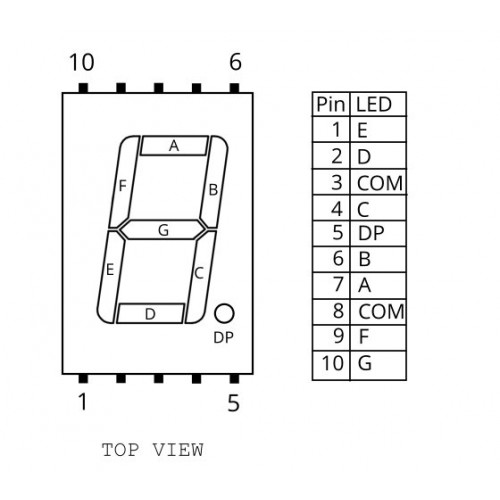 10 6
A
F
B
G
E
C
D
DP
1 5
TOP VIEW
Pin LED
1 E
2 D
3 COM
4 C
5 DP
6 B
7 A
8 COM
9 F
10 G